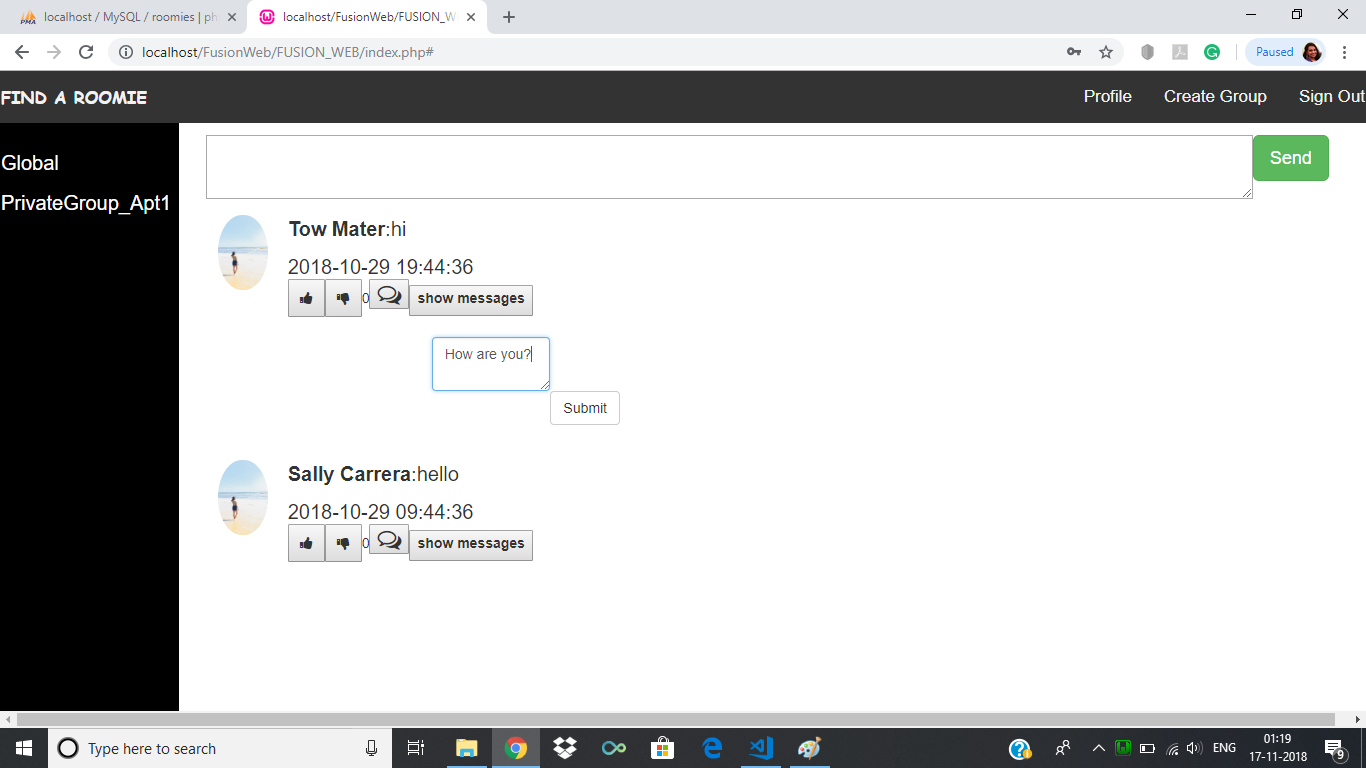 localhost / MySQL / roomies | ph
localhost/FusionWeb/FUSION_W
localhost/FusionWeb/FUSION_WEB/index.php#
Paused
FIND A ROOMIE
Profile Create Group Sign Out
Global
PrivateGroup_Apt1
Send
Tow Mater:hi
2018-10-29 19:44:36
0 show messages
How are you?
Submit
Sally Carrera:hello
2018-10-29 09:44:36
0 show messages
Type here to search
ENG
01:19
17-11-2018
9